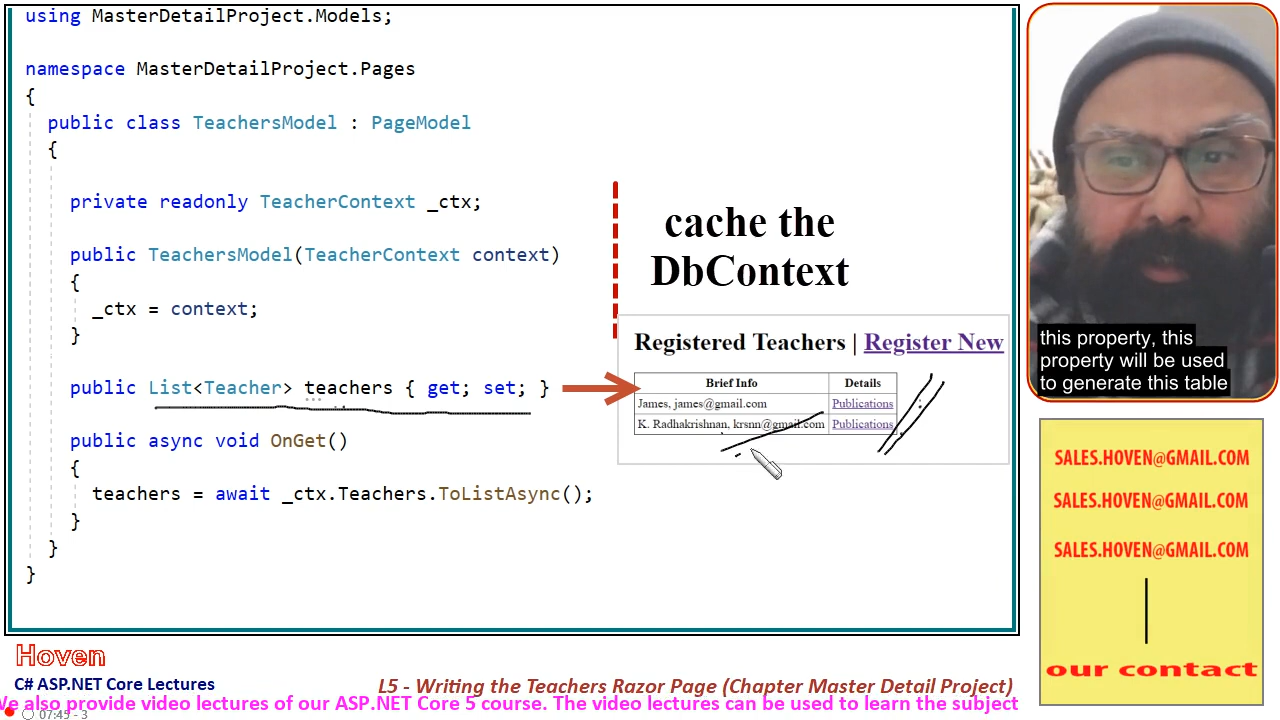 using MasterDetailProject.Models;
namespace MasterDetailProject.Pages
{
public class TeachersModel : PageModel
{
private readonly TeacherContext _ctx;
public TeachersModel(TeacherContext context)
{
_ctx = context;
}
public List<Teacher> teachers { get; set; }
public async void OnGet()
{
teachers = await _ctx.Teachers.ToListAsync();
}
}
}
cache the
DbContext
Registered Teachers | Register New
Brief Info Details
James, james@gmail.com Publications
K. Radhakrishnan, krsnn@gmail.com Publications
this property, this
property will be used
to generate this table
SALES.HOVEN@GMAIL.COM
SALES.HOVEN@GMAIL.COM
SALES.HOVEN@GMAIL.COM
our contact
Hoven
C# ASP.NET Core Lectures
L5 - Writing the Teachers Razor Page (Chapter Master Detail Project)
We also provide video lectures of our ASP.NET Core 5 course. The video lectures can be used to learn the subject
07:45 - 3